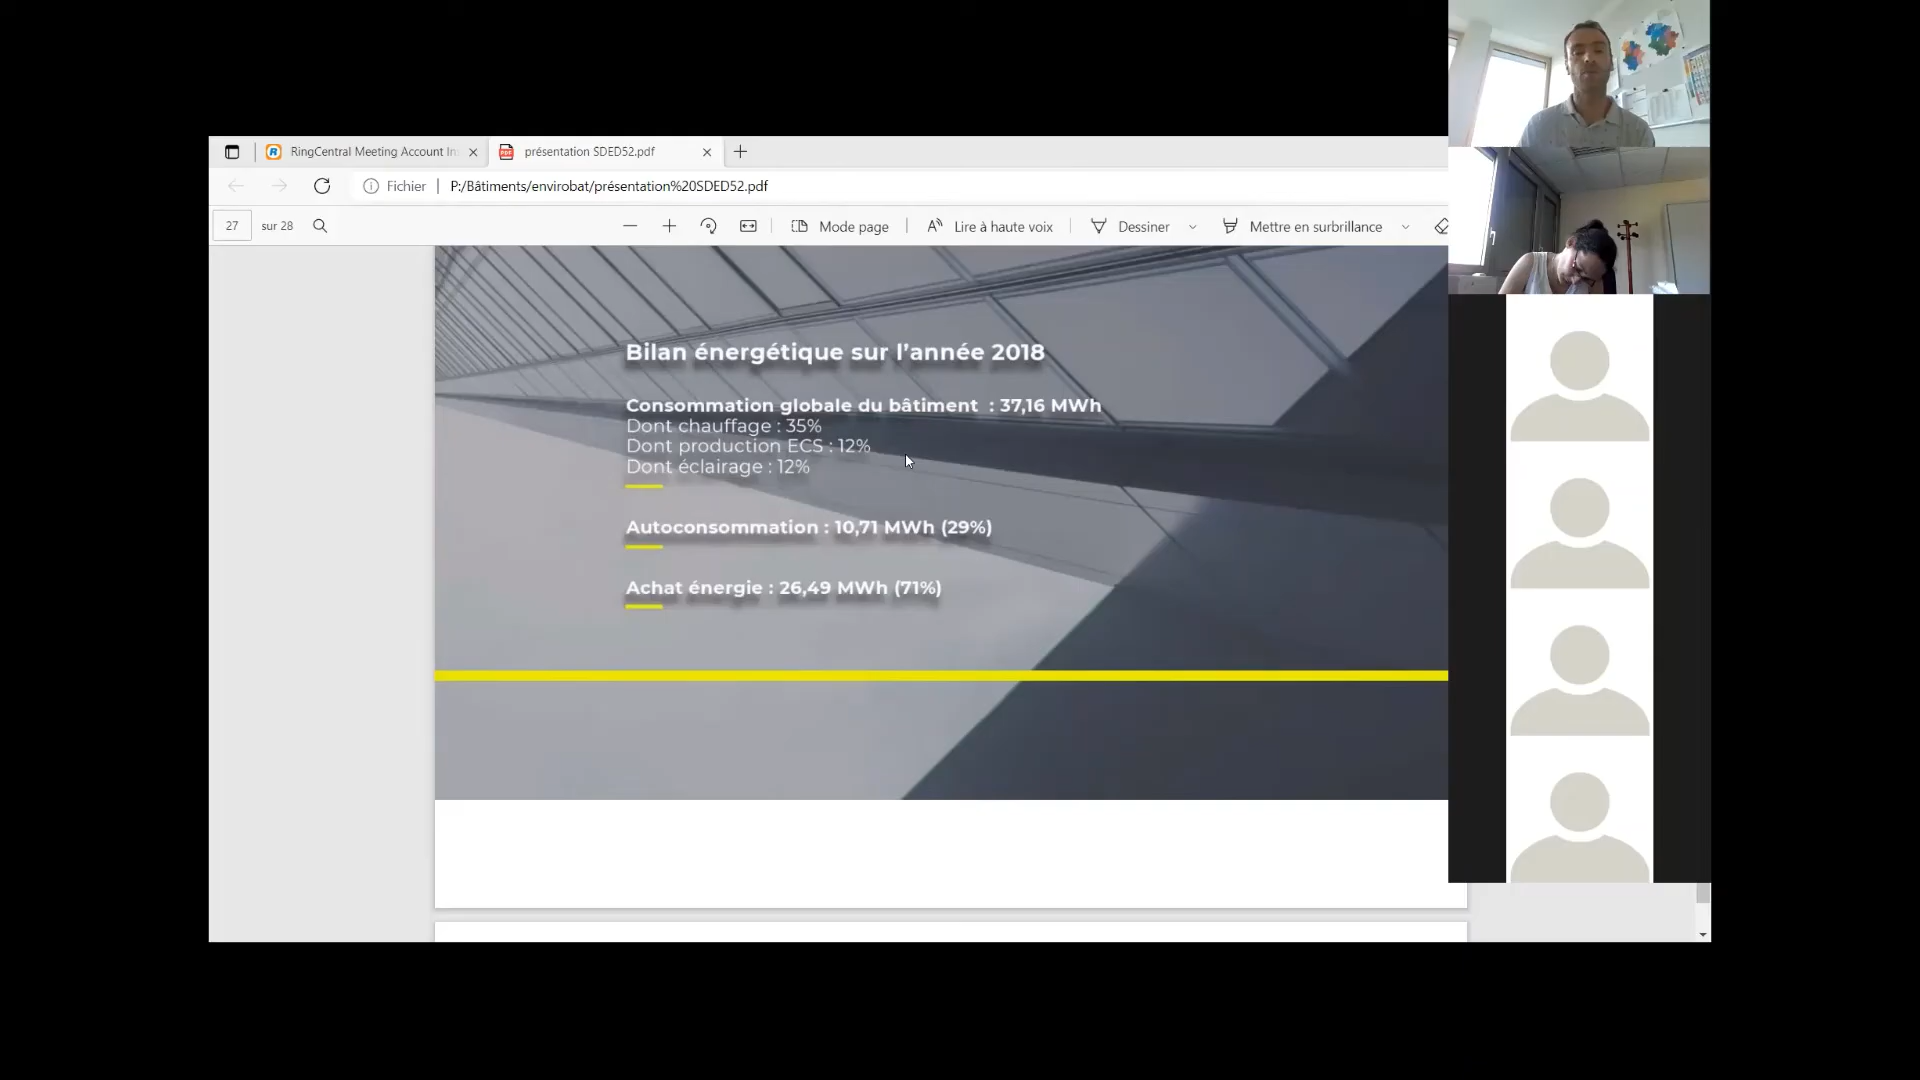 RingCentral Meeting Account In
présentation SDED52.pdf
Fichier
P:/Bâtiments/envirobat/présentation%20SDED52.pdf
27 sur 28
Mode page
Lire à haute voix
Dessiner
Mettre en surbrillance
Bilan énergétique sur l’année 2018
Consommation globale du bâtiment : 37,16 MWh
Dont chauffage : 35%
Dont production ECS : 12%
Dont éclairage : 12%
Autoconsommation : 10,71 MWh (29%)
Achat énergie : 26,49 MWh (71%)